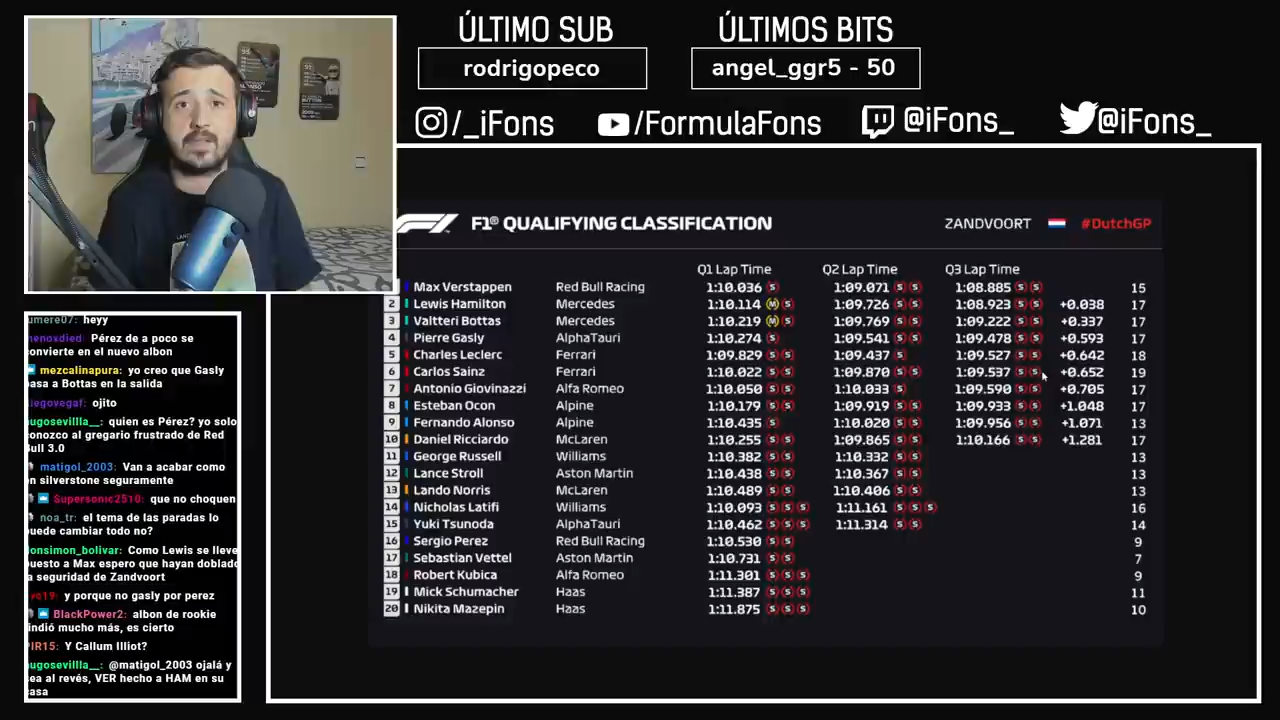 ÚLTIMO SUB
rodrigopeco
ÚLTIMOS BITS
angel_ggr5 - 50
/_iFons
/FormulaFons
@iFons_
@iFons_
ALONSO
BUTTON
F1® QUALIFYING CLASSIFICATION
ZANDVOORT #DutchGP
Q1 Lap Time Q2 Lap Time Q3 Lap Time
Max Verstappen Red Bull Racing 1:10.036 S 1:09.071 S S 1:08.885 S S 15
2 Lewis Hamilton Mercedes 1:10.114 M S 1:09.726 S S 1:08.923 S S +0.038 17
3 Valtteri Bottas Mercedes 1:10.219 M S 1:09.769 S S 1:09.222 S S +0.337 17
4 Pierre Gasly AlphaTauri 1:10.274 S 1:09.541 S S 1:09.478 S S +0.593 17
5 Charles Leclerc Ferrari 1:09.829 S S 1:09.437 S 1:09.527 S S +0.642 18
6 Carlos Sainz Ferrari 1:10.022 S S 1:09.870 S S 1:09.537 S S +0.652 19
7 Antonio Giovinazzi Alfa Romeo 1:10.050 S S 1:10.033 S 1:09.590 S S +0.705 17
8 Esteban Ocon Alpine 1:10.179 S S 1:09.919 S S 1:09.933 S S +1.048 17
9 Fernando Alonso Alpine 1:10.435 S 1:10.020 S S 1:09.956 S S +1.071 13
10 Daniel Ricciardo McLaren 1:10.255 S S 1:09.865 S S 1:10.166 S S +1.281 17
11 George Russell Williams 1:10.382 S S 1:10.332 S S 13
12 Lance Stroll Aston Martin 1:10.438 S S 1:10.367 S S 13
13 Lando Norris McLaren 1:10.489 S S 1:10.406 S S 13
14 Nicholas Latifi Williams 1:10.093 S S S 1:11.161 S S S 16
15 Yuki Tsunoda AlphaTauri 1:10.462 S S S 1:11.314 S S 14
16 Sergio Perez Red Bull Racing 1:10.530 S S 9
17 Sebastian Vettel Aston Martin 1:10.731 S S 7
18 Robert Kubica Alfa Romeo 1:11.301 S S S 9
19 Mick Schumacher Haas 1:11.387 S S S 11
20 Nikita Mazepin Haas 1:11.875 S S S 10
umere07: heyy
nenoxdied: Pérez de a poco se
convierte en el nuevo albon
mezcalinapura: yo creo que Gasly
pasa a Bottas en la salida
diegovegaf: ojito
hugosevillla__: quien es Pérez? yo solo
conozco al gregario frustrado de Red
Bull 3.0
matigol_2003: Van a acabar como
en silverstone seguramente
Supersonic2510: que no choquen
noa_tr: el tema de las paradas lo
puede cambiar todo no?
lonsimon_bolivar: Como Lewis se lleve
puesto a Max espero que hayan doblado
la seguridad de Zandvoort
y porque no gasly por perez
BlackPower2: albon de rookie
rindió mucho más, es cierto
PIR15: Y Callum Illiot?
hugosevillla__: @matigol_2003 ojalá y
sea al revés, VER hecho a HAM en su
casa